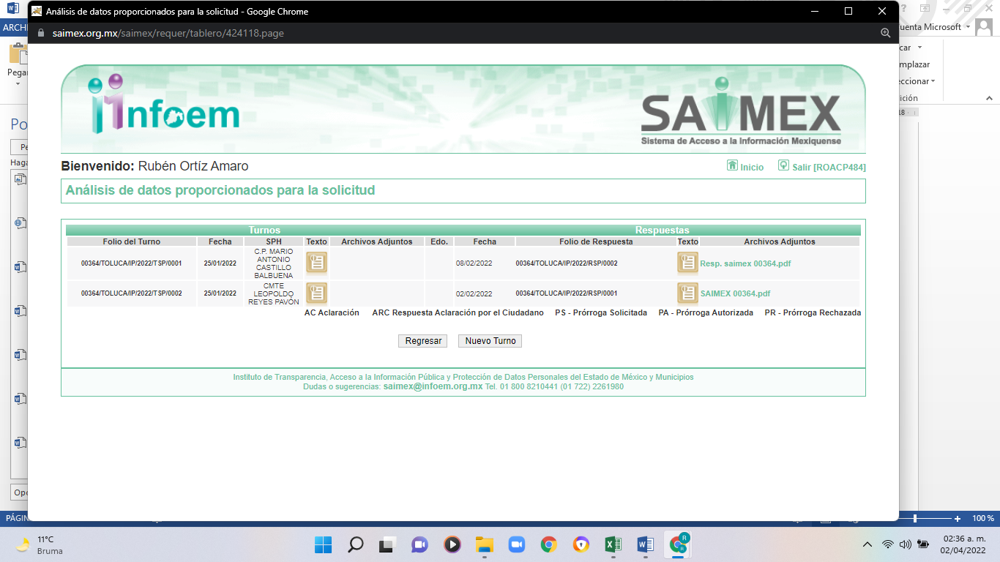 Análisis de datos proporcionados para la solicitud - Google Chrome
saimex.org.mx/saimex/requer/tablero/424118.page
ARCHI
Cuenta Microsoft
Pegar
Po
Haga
PÁGIN
100 %
infoem
SAIMEX
Sistema de Acceso a la Información Mexiquense
Bienvenido: Rubén Ortíz Amaro
Inicio
Salir [ROACP484]
Análisis de datos proporcionados para la solicitud
Turnos
Respuestas
Folio del Turno Fecha SPH Texto Archivos Adjuntos Edo. Fecha Folio de Respuesta Texto Archivos Adjuntos
00364/TOLUCA/IP/2022/TSP/0001 25/01/2022
C.P. MARIO
ANTONIO
CASTILLO
BALBUENA
08/02/2022 00364/TOLUCA/IP/2022/RSP/0002 Resp. saimex 00364.pdf
00364/TOLUCA/IP/2022/TSP/0002 25/01/2022
CMTE
LEOPOLDO
REYES PAVÓN
02/02/2022 00364/TOLUCA/IP/2022/RSP/0001 SAIMEX 00364.pdf
AC Aclaración ARC Respuesta Aclaración por el Ciudadano PS - Prórroga Solicitada PA - Prórroga Autorizada PR - Prórroga Rechazada
Regresar
Nuevo Turno
Instituto de Transparencia, Acceso a la Información Pública y Protección de Datos Personales del Estado de México y Municipios
Dudas o sugerencias: saimex@infoem.org.mx Tel. 01 800 8210441 (01 722) 2261980
11°C
Bruma
02:36 a. m.
02/04/2022